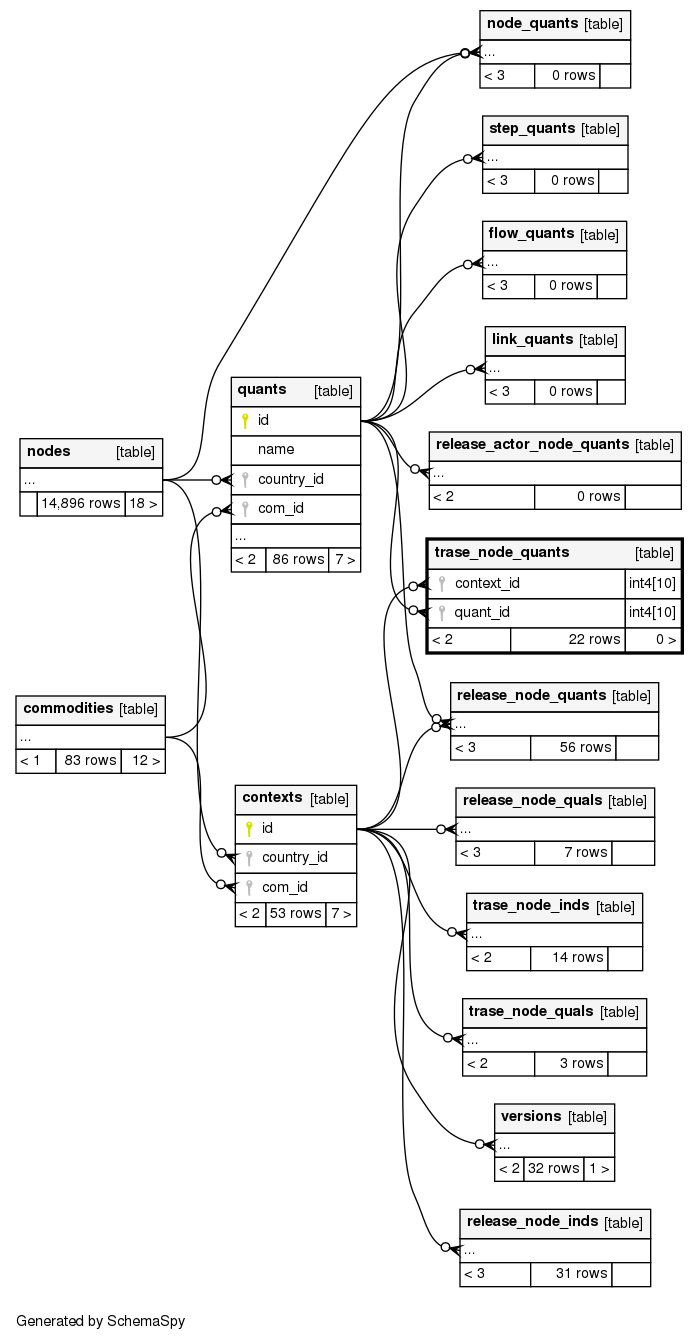 node_quants [table]
...
< 3 0 rows
step_quants [table]
...
< 3 0 rows
flow_quants [table]
...
< 3 0 rows
link_quants [table]
...
< 3 0 rows
quants [table]
id
name
country_id
com_id
...
< 2 86 rows 7 >
nodes [table]
...
14,896 rows 18 >
release_actor_node_quants [table]
...
< 2 0 rows
trase_node_quants [table]
context_id int4[10]
quant_id int4[10]
< 2 22 rows 0 >
release_node_quants [table]
...
< 3 56 rows
commodities [table]
...
< 1 83 rows 12 >
contexts [table]
id
country_id
com_id
< 2 53 rows 7 >
release_node_quals [table]
...
< 3 7 rows
trase_node_inds [table]
...
< 2 14 rows
trase_node_quals [table]
...
< 2 3 rows
versions [table]
...
< 2 32 rows 1 >
release_node_inds [table]
...
< 3 31 rows
Generated by SchemaSpy